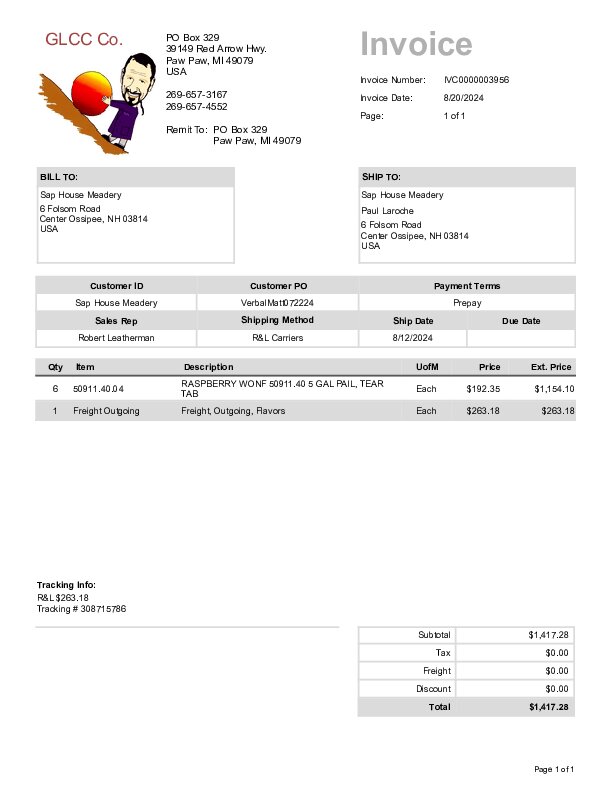 GLCC Co.
PO Box 329
39149 Red Arrow Hwy.
Paw Paw, MI 49079
USA
269-657-3167
269-657-4552
Remit To: PO Box 329
Paw Paw, MI 49079
Invoice
Invoice Number: IVC0000003956
Invoice Date: 8/20/2024
Page: 1 of 1
BILL TO:
Sap House Meadery
6 Folsom Road
Center Ossipee, NH 03814
USA
SHIP TO:
Sap House Meadery
Paul Laroche
6 Folsom Road
Center Ossipee, NH 03814
USA
Customer ID Customer PO Payment Terms
Sap House Meadery VerbalMatt072224 Prepay
Sales Rep Shipping Method Ship Date Due Date
Robert Leatherman R&L Carriers 8/12/2024
Qty Item Description UofM Price Ext. Price
6 50911.40.04 RASPBERRY WONF 50911.40 5 GAL PAIL, TEAR TAB Each $192.35 $1,154.10
1 Freight Outgoing Freight, Outgoing, Flavors Each $263.18 $263.18
Tracking Info:
R&L $263.18
Tracking # 308715786
Subtotal $1,417.28
Tax $0.00
Freight $0.00
Discount $0.00
Total $1,417.28
Page 1 of 1